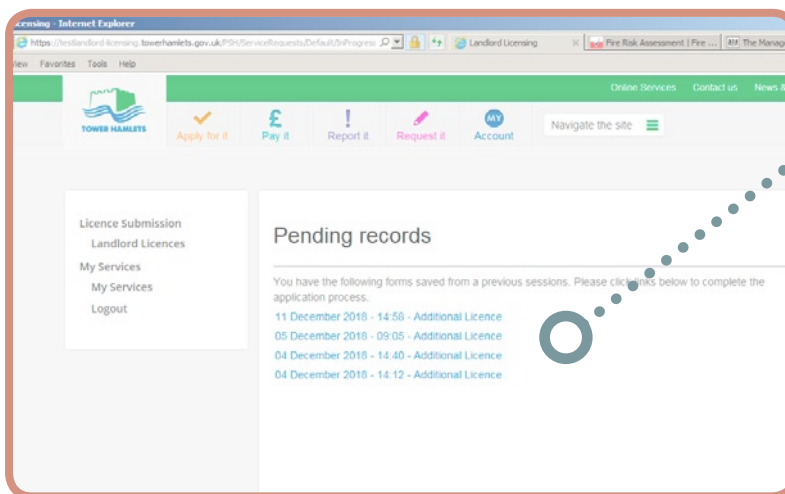 icensing - Internet Explorer
https://testlandlord-licensing.towerhamlets.gov.uk/PSH/ServiceRequests/Default/InProgress
Landlord Licensing
Fire Risk Assessment | Fire ...
The Manage
iew Favorites Tools Help
Online Services Contact us News &
TOWER HAMLETS
Apply for it
£
Pay it
!
Report it
Request it
MY
Account
Navigate the site
Licence Submission
Landlord Licences
My Services
My Services
Logout
Pending records
You have the following forms saved from a previous sessions. Please click links below to complete the
application process.
11 December 2018 - 14:58 - Additional Licence
05 December 2018 - 09:05 - Additional Licence
04 December 2018 - 14:40 - Additional Licence
04 December 2018 - 14:12 - Additional Licence